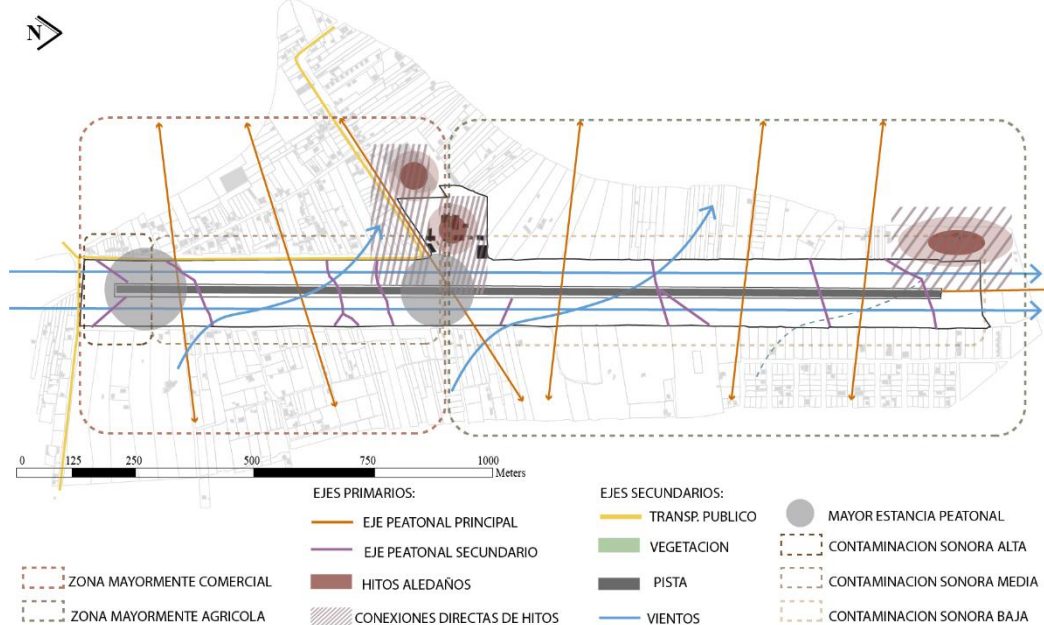 N
0 125 250 750 1000
Meters
EJES PRIMARIOS:
EJE PEATONAL PRINCIPAL
EJE PEATONAL SECUNDARIO
ZONA MAYORMENTE COMERCIAL
HITOS ALEDAÑOS
ZONA MAYORMENTE AGRICOLA
CONEXIONES DIRECTAS DE HITOS
EJES SECUNDARIOS:
TRANSP. PUBLICO
VEGETACION
PISTA
VIENTOS
MAYOR ESTANCIA PEATONAL
CONTAMINACION SONORA ALTA
CONTAMINACION SONORA MEDIA
CONTAMINACION SONORA BAJA